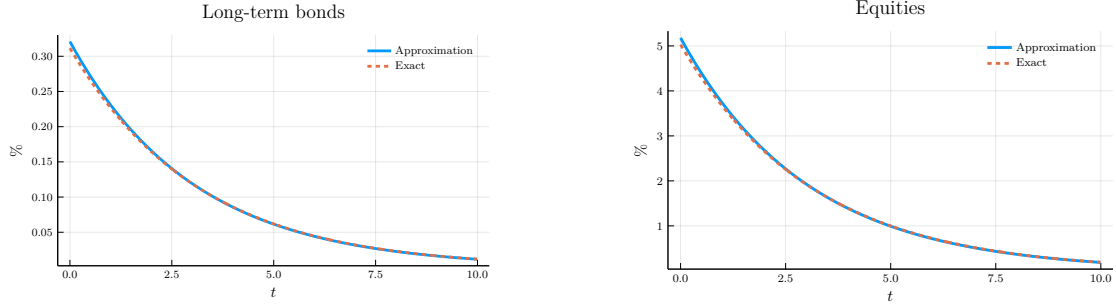 Long-term bonds
%
0.30
0.25
0.20
0.15
0.10
0.05
Approximation
Exact
0.0 2.5 5.0 7.5 10.0
t
Equities
%
5
4
3
2
1
Approximation
Exact
0.0 2.5 5.0 7.5 10.0
t